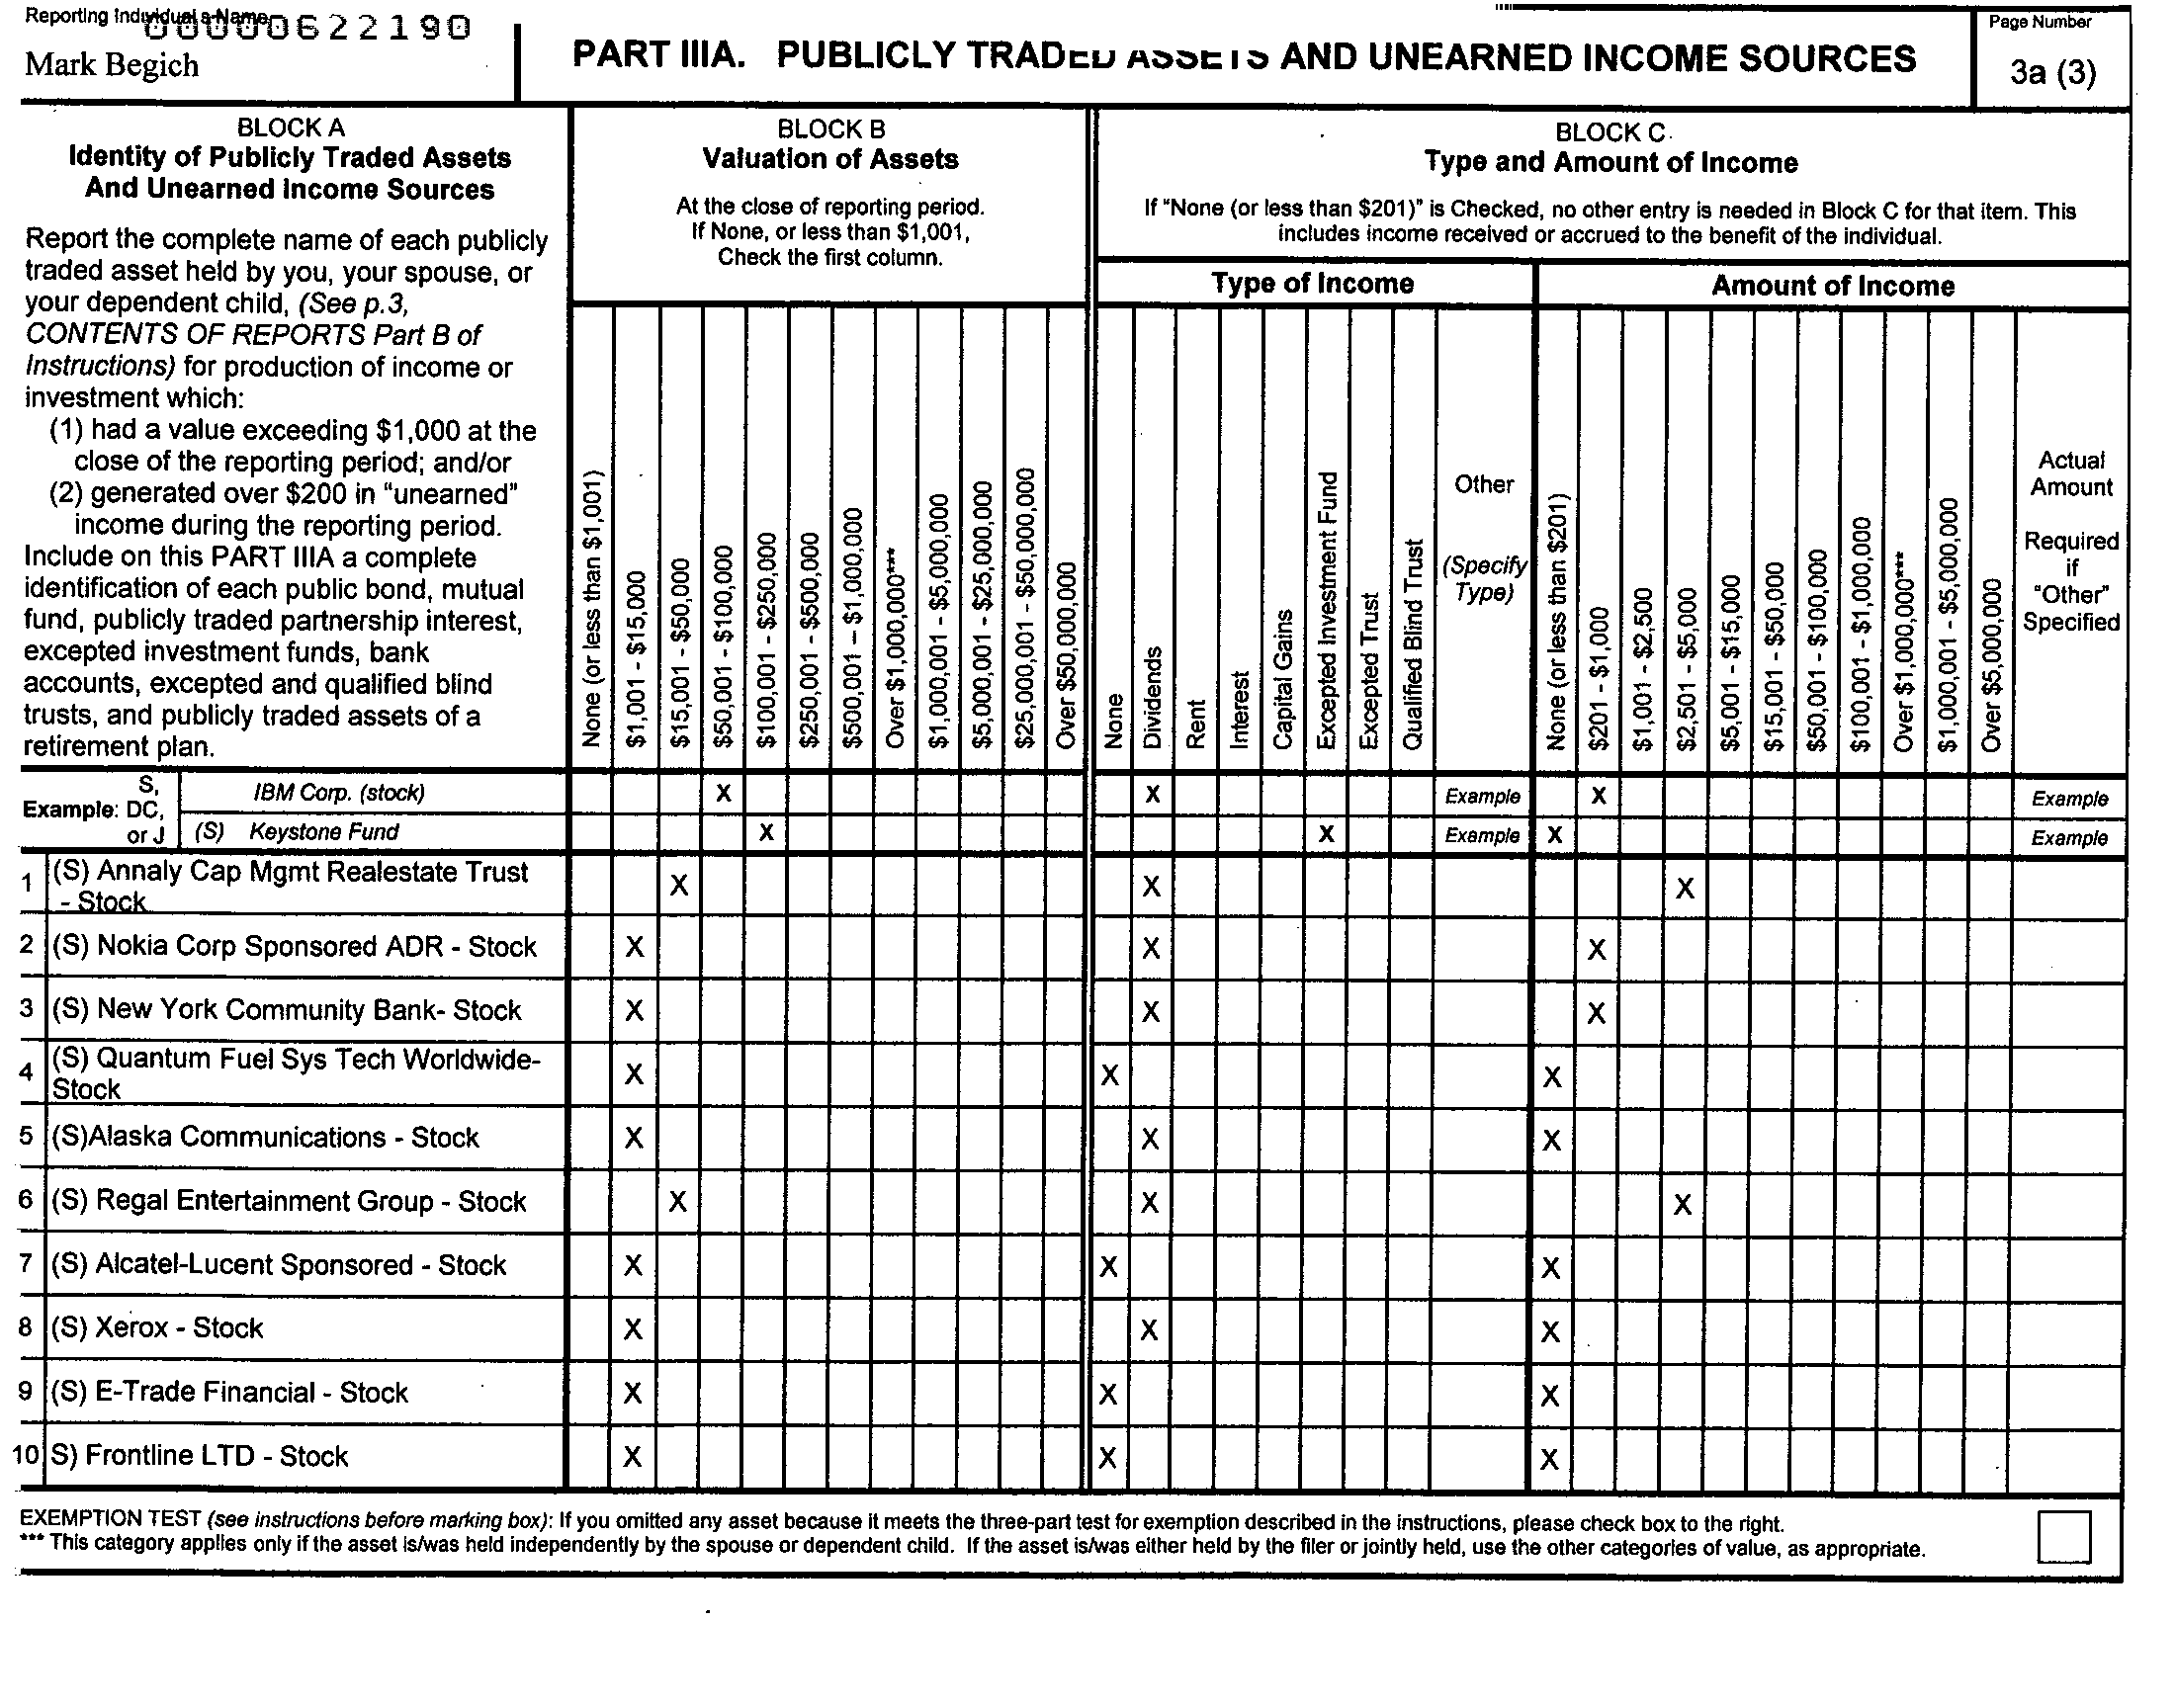 Reporting Individual's Name
00000622190
Mark Begich
PART IIIA. PUBLICLY TRADED ASSETS AND UNEARNED INCOME SOURCES
Page Number
3a (3)
BLOCK A
Identity of Publicly Traded Assets
And Unearned Income Sources
Report the complete name of each publicly
traded asset held by you, your spouse, or
your dependent child, (See p.3,
CONTENTS OF REPORTS Part B of
Instructions) for production of income or
investment which:
(1) had a value exceeding $1,000 at the
close of the reporting period; and/or
(2) generated over $200 in "unearned"
income during the reporting period.
Include on this PART IIIA a complete
identification of each public bond, mutual
fund, publicly traded partnership interest,
excepted investment funds, bank
accounts, excepted and qualified blind
trusts, and publicly traded assets of a
retirement plan.
BLOCK B
Valuation of Assets
At the close of reporting period.
If None, or less than $1,001,
Check the first column.
BLOCK C
Type and Amount of Income
If "None (or less than $201)" is Checked, no other entry is needed in Block C for that item. This
includes income received or accrued to the benefit of the individual.
Type of Income
Amount of Income
None (or less than $1,001)
$1,001 - $15,000
$15,001 - $50,000
$50,001 - $100,000
$100,001 - $250,000
$250,001 - $500,000
$500,001 – $1,000,000
Over $1,000,000***
$1,000,001 - $5,000,000
$5,000,001 - $25,000,000
$25,000,001 - $50,000,000
Over $50,000,000
None
Dividends
Rent
Interest
Capital Gains
Excepted Investment Fund
Excepted Trust
Qualified Blind Trust
Other
(Specify
Type)
None (or less than $201)
$201 - $1,000
$1,001 - $2,500
$2,501 - $5,000
$5,001 - $15,000
$15,001 - $50,000
$50,001 - $100,000
$100,001 - $1,000,000
Over $1,000,000***
$1,000,001 - $5,000,000
Over $5,000,000
Actual
Amount
Required
if
"Other"
Specified
S,
Example: DC,
or J
IBM Corp. (stock) X X Example X Example
(S) Keystone Fund X X Example X Example
1 (S) Annaly Cap Mgmt Realestate Trust
- Stock X X X
2 (S) Nokia Corp Sponsored ADR - Stock X X X
3 (S) New York Community Bank- Stock X X X
4 (S) Quantum Fuel Sys Tech Worldwide-
Stock X X X
5 (S)Alaska Communications - Stock X X X
6 (S) Regal Entertainment Group - Stock X X X
7 (S) Alcatel-Lucent Sponsored - Stock X X X
8 (S) Xerox - Stock X X X
9 (S) E-Trade Financial - Stock X X X
10 S) Frontline LTD - Stock X X X
EXEMPTION TEST (see instructions before marking box): If you omitted any asset because it meets the three-part test for exemption described in the instructions, please check box to the right.
*** This category applies only if the asset is/was held independently by the spouse or dependent child. If the asset is/was either held by the filer or jointly held, use the other categories of value, as appropriate.